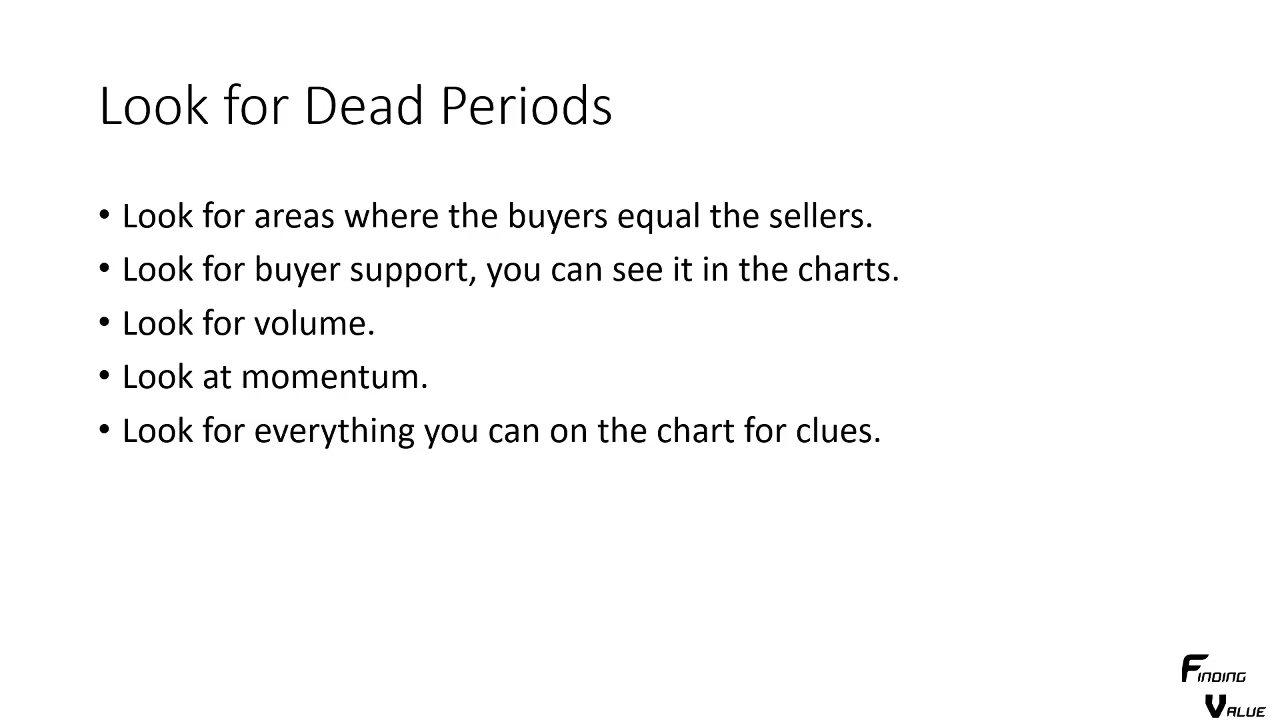 Look for Dead Periods
• Look for areas where the buyers equal the sellers.
• Look for buyer support, you can see it in the charts.
• Look for volume.
• Look at momentum.
• Look for everything you can on the chart for clues.
Finding
Value